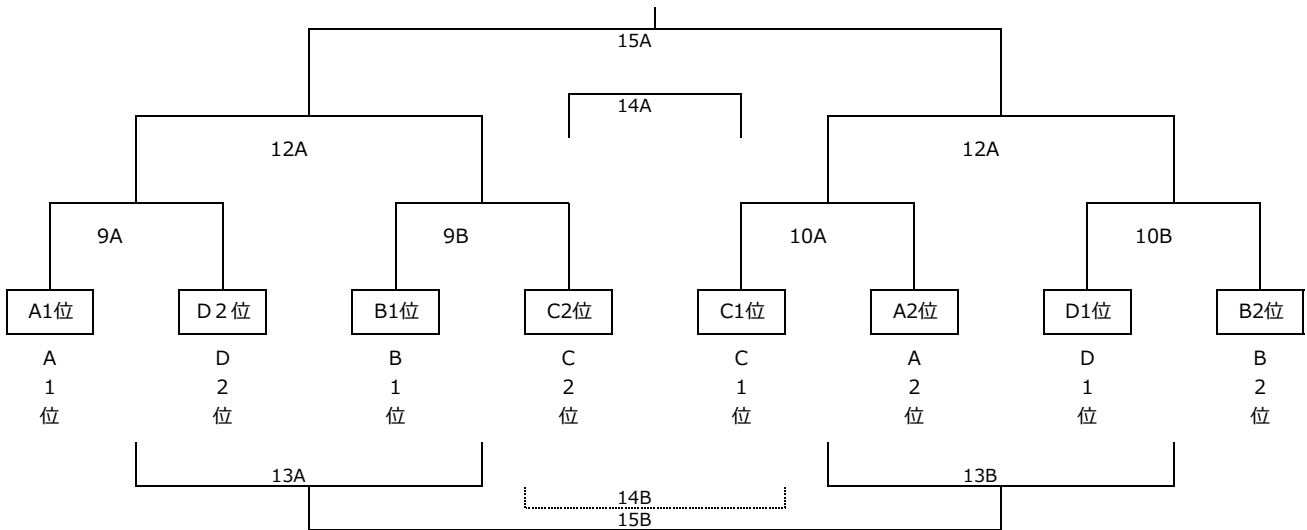 15A
14A
12A 12A
9A 9B 10A 10B
A1位 D２位 B1位 C2位 C1位 A2位 D1位 B2位
A D B C C A D B
1 2 1 2 1 2 1 2
位 位 位 位 位 位 位 位
13A 13B
14B
15B